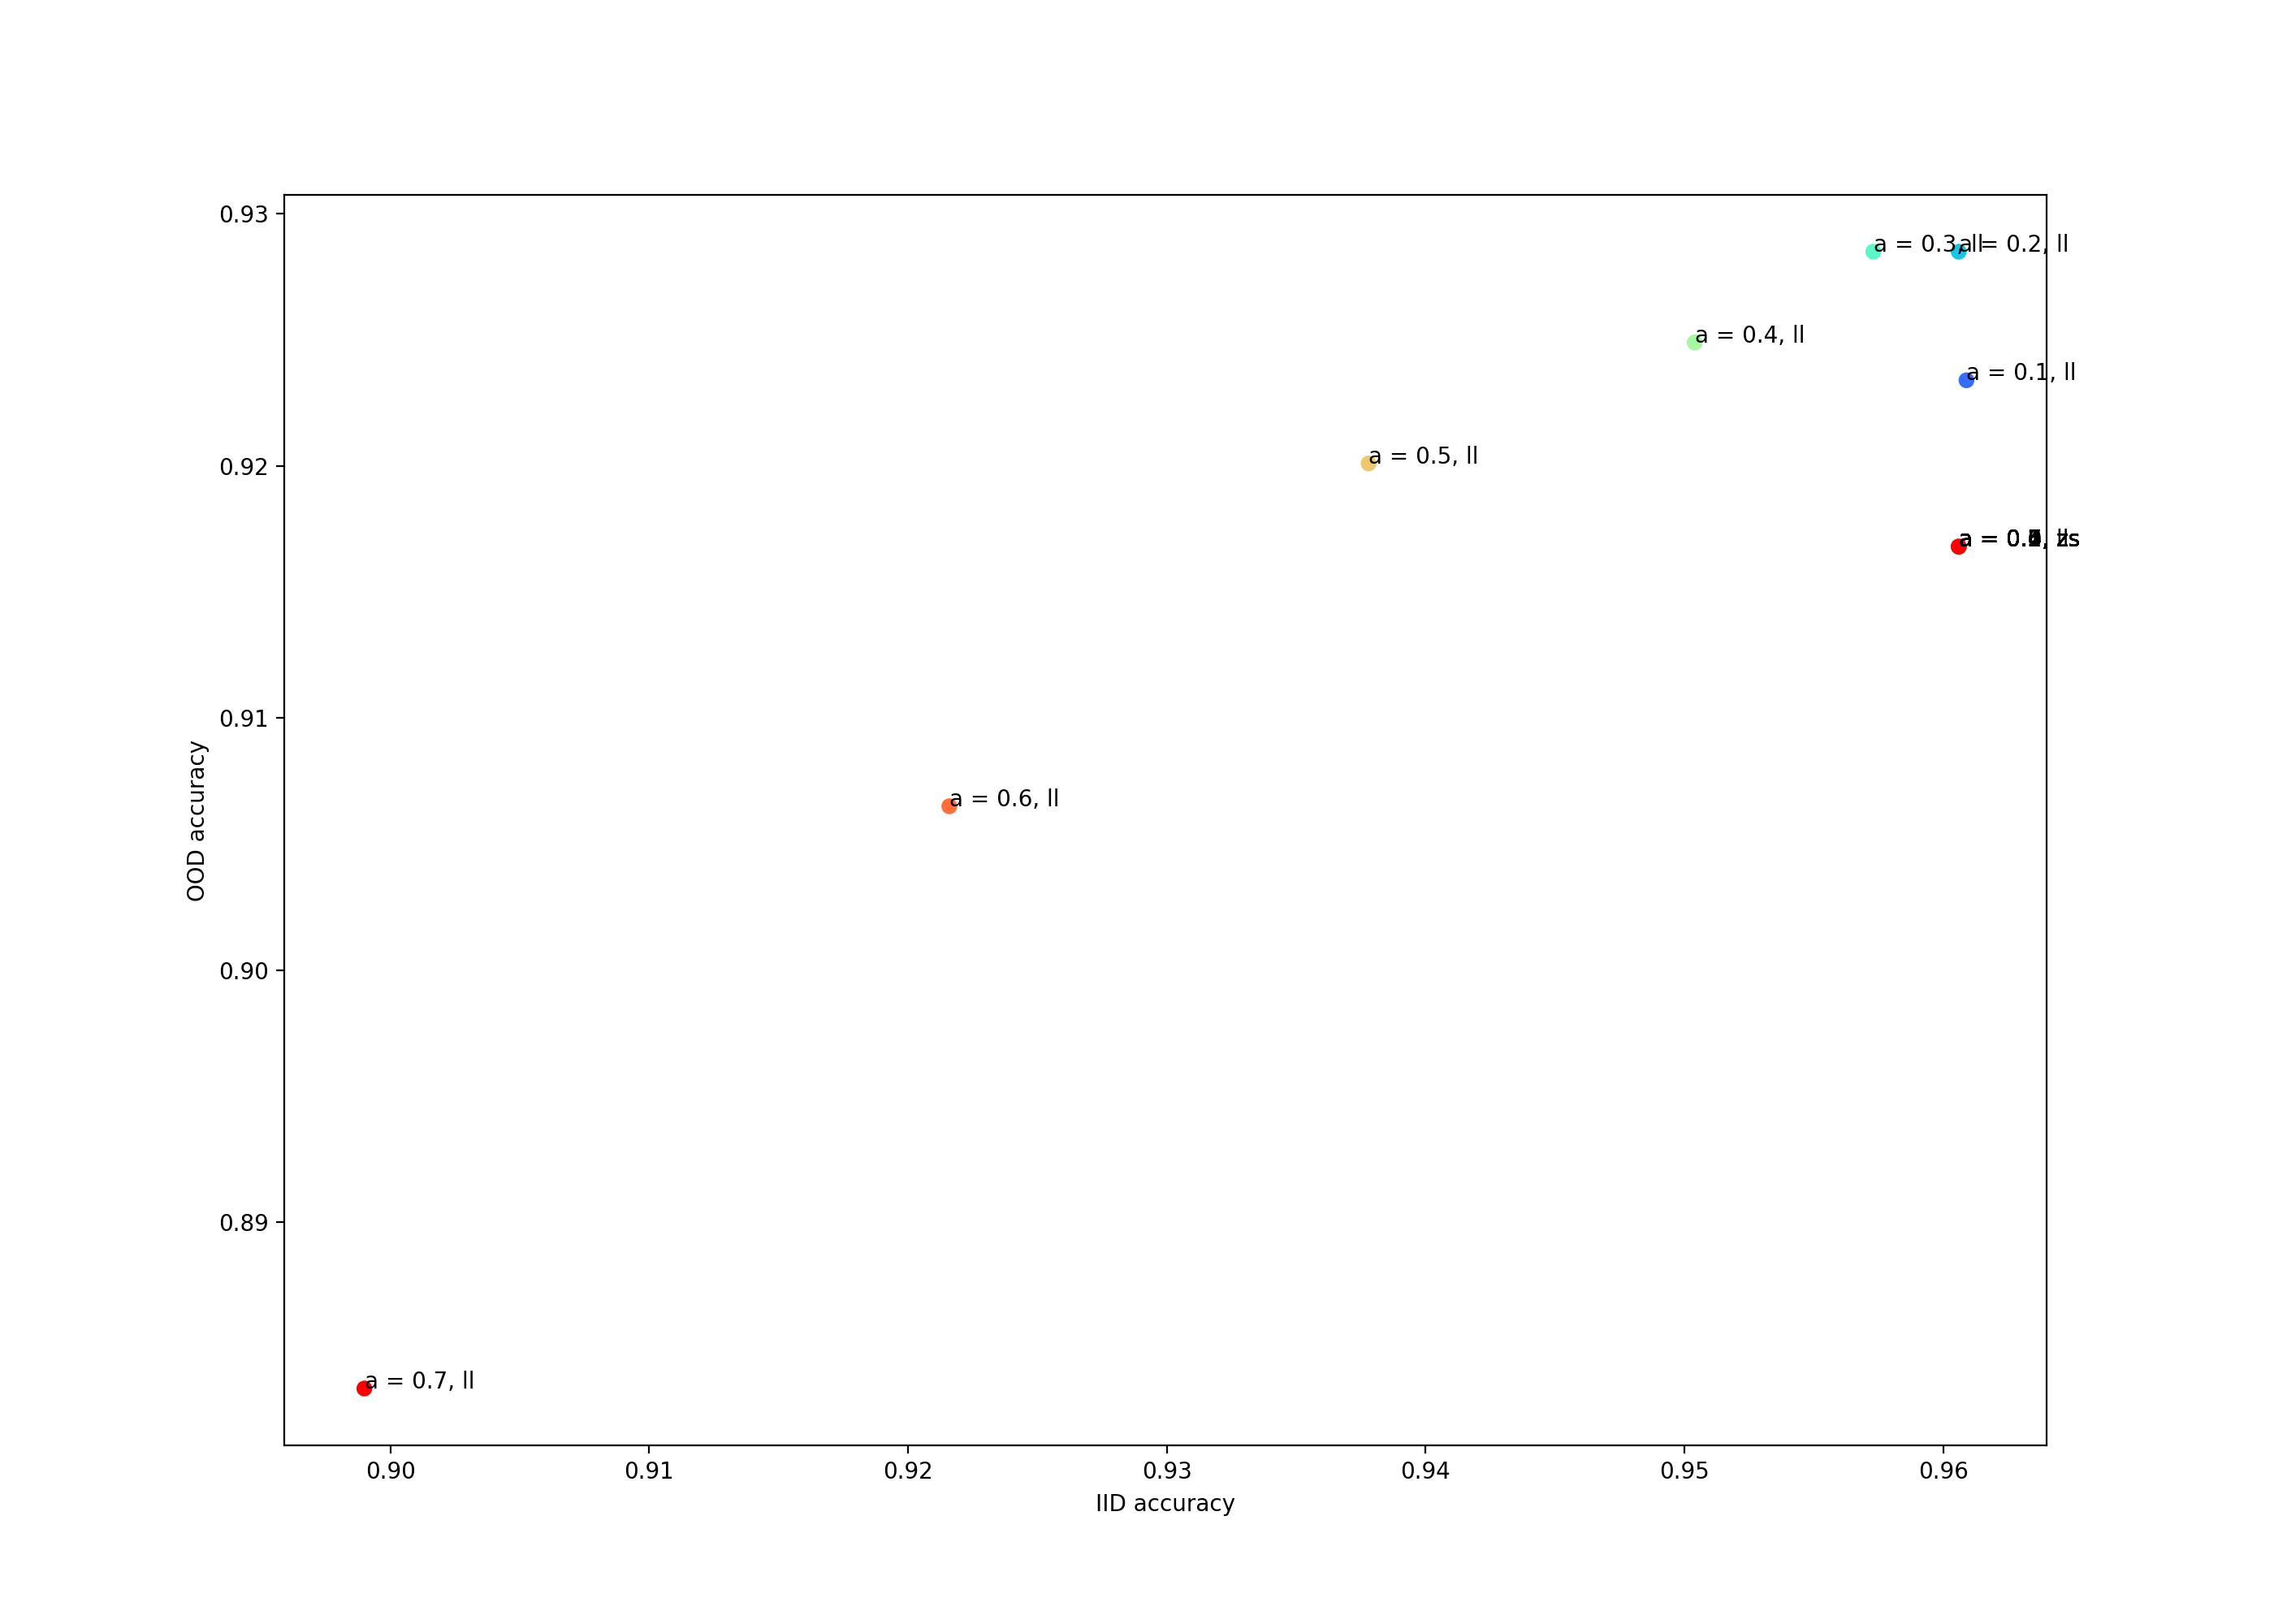 0.93
a = 0.3, ll
a = 0.2, ll
a = 0.4, ll
a = 0.1, ll
0.92
a = 0.5, ll
0.91
a = 0.6, ll
OOD accuracy
0.90
0.89
a = 0.7, ll
0.90 0.91 0.92 0.93 0.94 0.95 0.96
IID accuracy